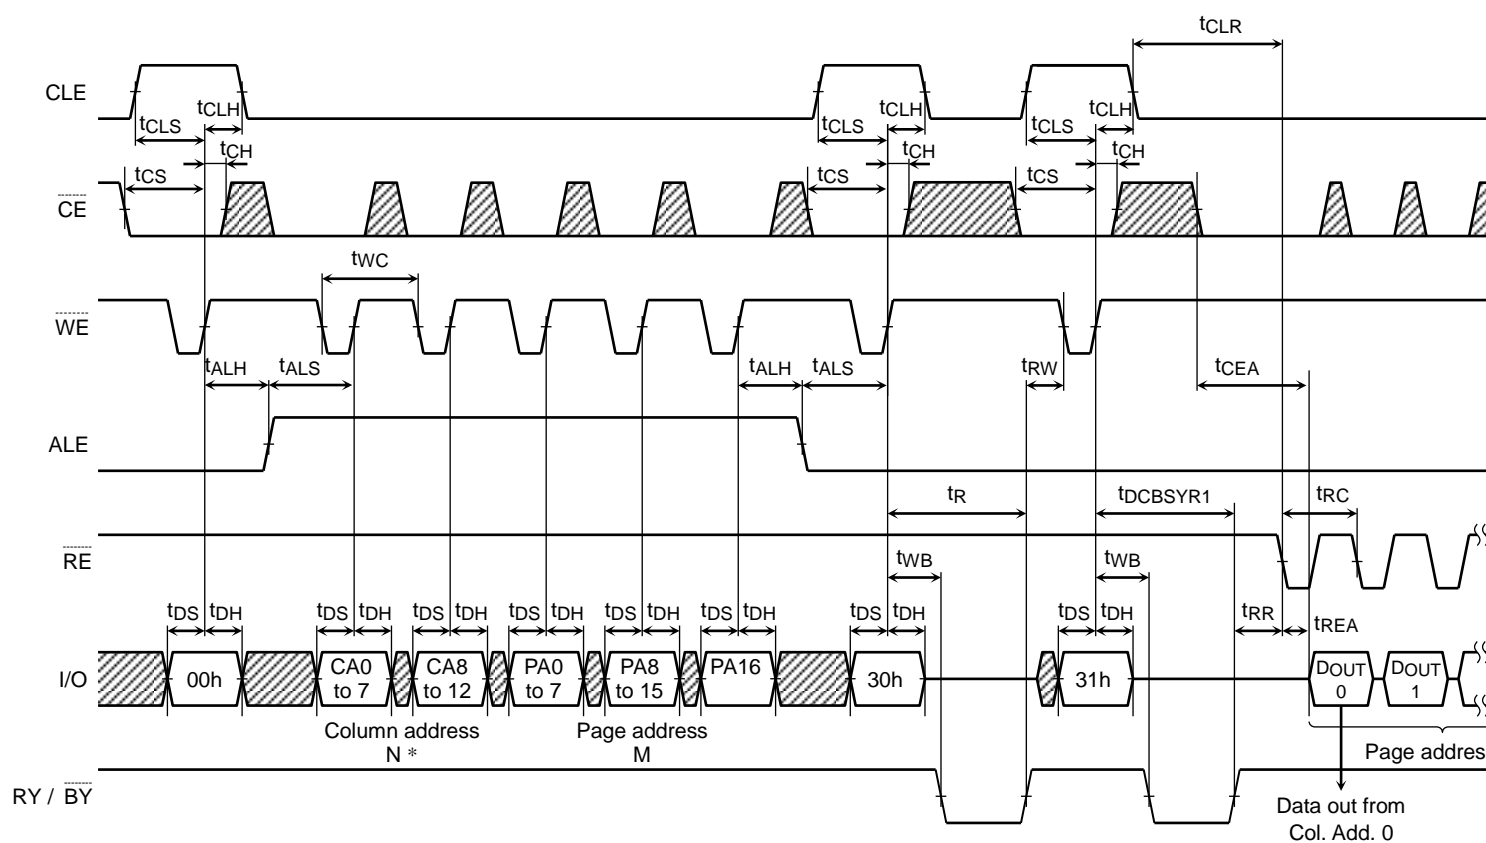 tCLR
CLE
tCLH tCLH tCLH
tCLS tCLS tCLS
tCH tCH tCH
tCS tCS tCS
CE
tWC
WE
tALH tALS tALH tALS tRW tCEA
ALE
tR tDCBSYR1 tRC
RE
tWB tWB
tDS tDH tDS tDH tDS tDH tDS tDH tDS tDH tDS tDH tDS tDH tDS tDH tRR tREA
I/O 00h CA0 to 7 CA8 to 12 PA0 to 7 PA8 to 15 PA16 30h 31h DOUT 0 DOUT 1
Column address Page address
N * M
Page addres
RY / BY
Data out from
Col. Add. 0